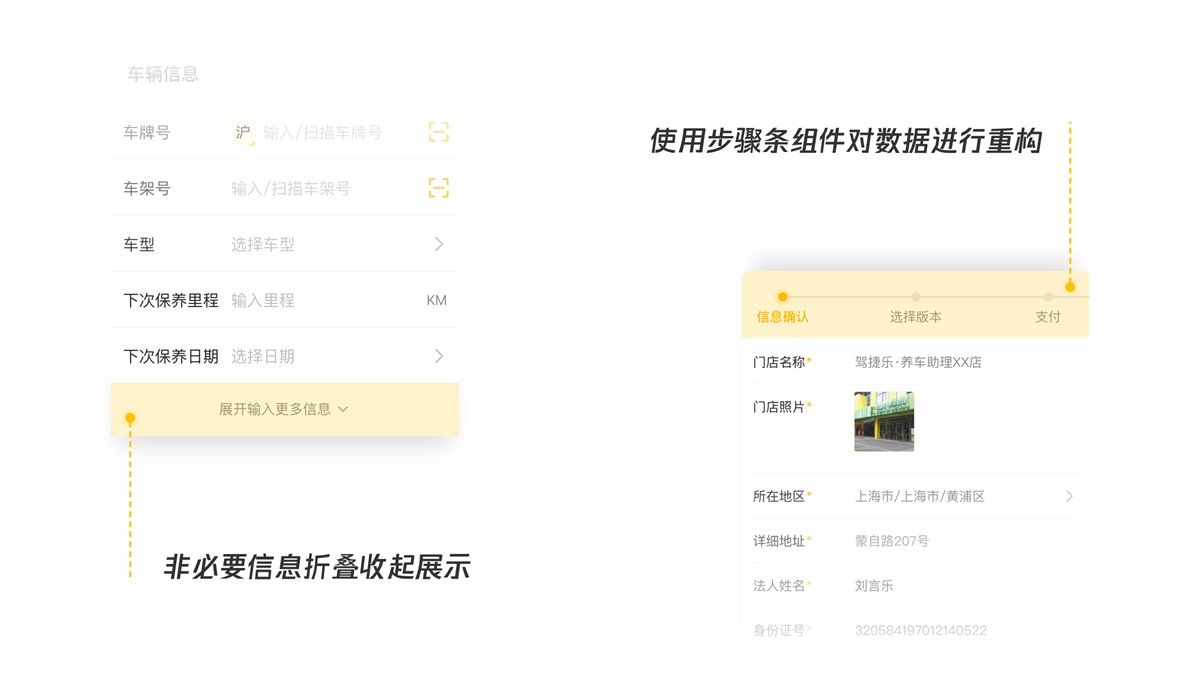 车辆信息
车牌号 沪 输入/扫描车牌号
车架号 输入/扫描车架号
车型 选择车型
下次保养里程 输入里程 KM
下次保养日期 选择日期
展开输入更多信息
非必要信息折叠收起展示
使用步骤条组件对数据进行重构
信息确认 选择版本 支付
门店名称* 驾捷乐·养车助理XX店
门店照片*
所在地区* 上海市/上海市/黄浦区
详细地址* 蒙自路207号
法人姓名* 刘言乐
身份证号* 320584197012140522